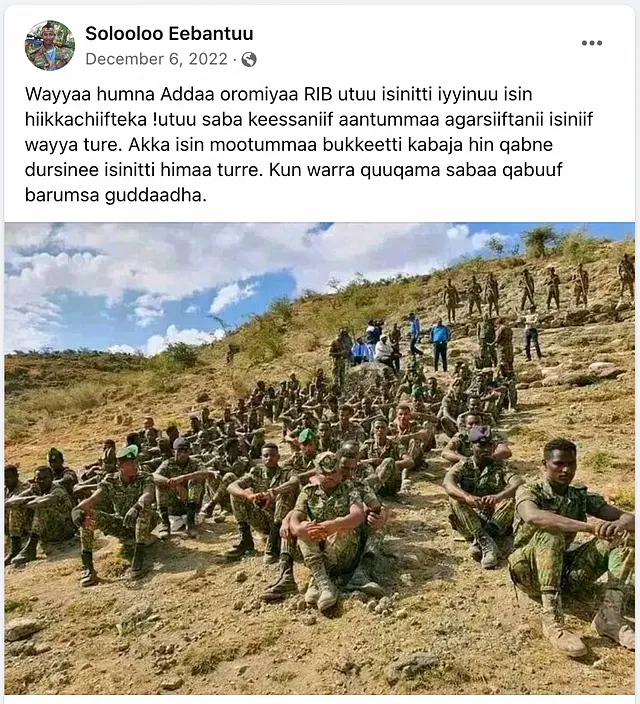 Solooloo Eebantuu
December 6, 2022 ·
Wayyaa humna Addaa oromiyaa RIB utuu isinitti iyyinuu isin
hiikkachiifteka !utuu saba keessaniif aantummaa agarsiiftanii isiniif
wayya ture. Akka isin mootummaa bukkeetti kabaja hin qabne
dursinee isinitti himaa turre. Kun warra quuqama sabaa qabuuf
barumsa guddaadha.